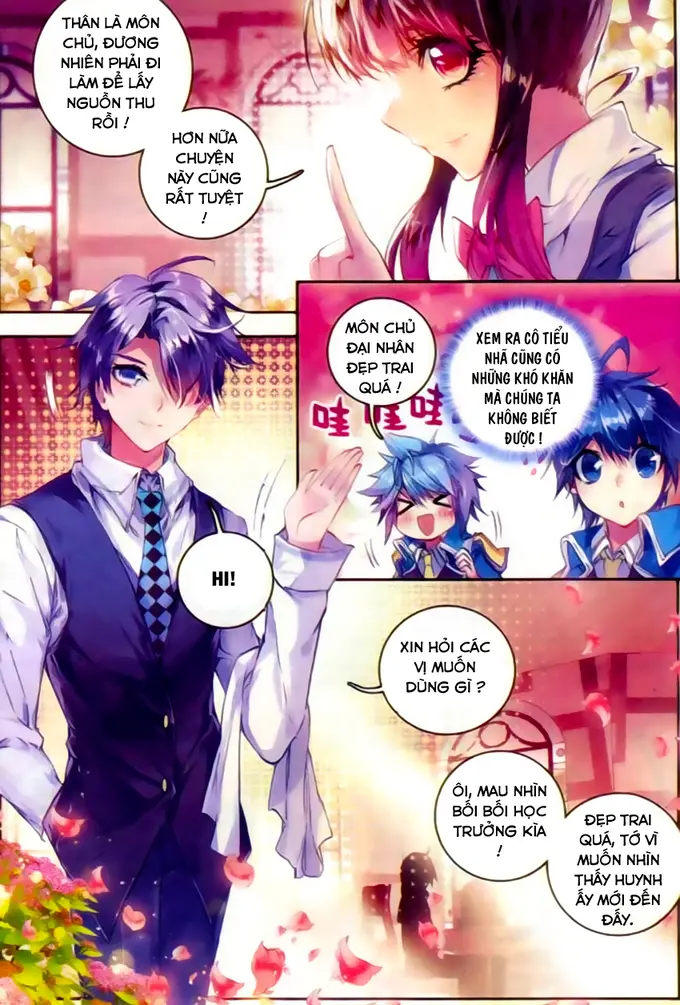 THÂN LÀ MÔN
CHỦ, ĐƯƠNG
NHIÊN PHẢI ĐI
LÀM ĐỂ LẤY
NGUỒN THU
RỒI !
HƠN NỮA
CHUYỆN
NÀY CŨNG
RẤT TUYỆT
!
MÔN CHỦ
ĐẠI NHÂN
ĐẸP TRAI
QUÁ !
XEM RA CÔ TIỂU
NHÃ CŨNG CÓ
NHỮNG KHÓ KHĂN
MÀ CHÚNG TA
KHÔNG BIẾT
ĐƯỢC !
哇 哇 哇
HI!
XIN HỎI CÁC
VỊ MUỐN
DÙNG GÌ ?
ÔI, MAU NHÌN
BỐI BỐI HỌC
TRƯỞNG KÌA
!
ĐẸP TRAI
QUÁ, TỚ VÌ
MUỐN NHÌN
THẤY HUYNH
ẤY MỚI ĐẾN
ĐẤY.